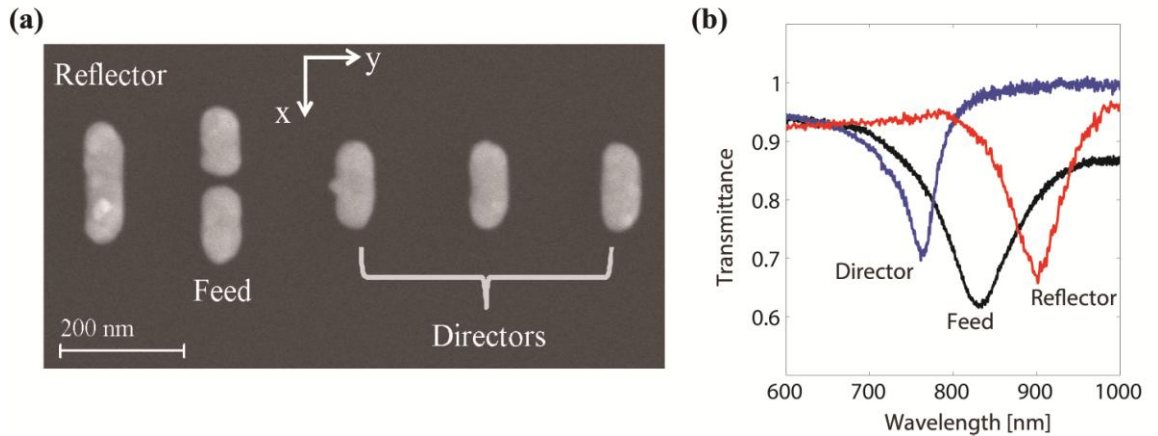 (a)
Reflector
x
y
Feed
Directors
200 nm
(b)
Transmittance
1
0.9
0.8
0.7
0.6
Director
Feed
Reflector
600
700
800
900
1000
Wavelength [nm]